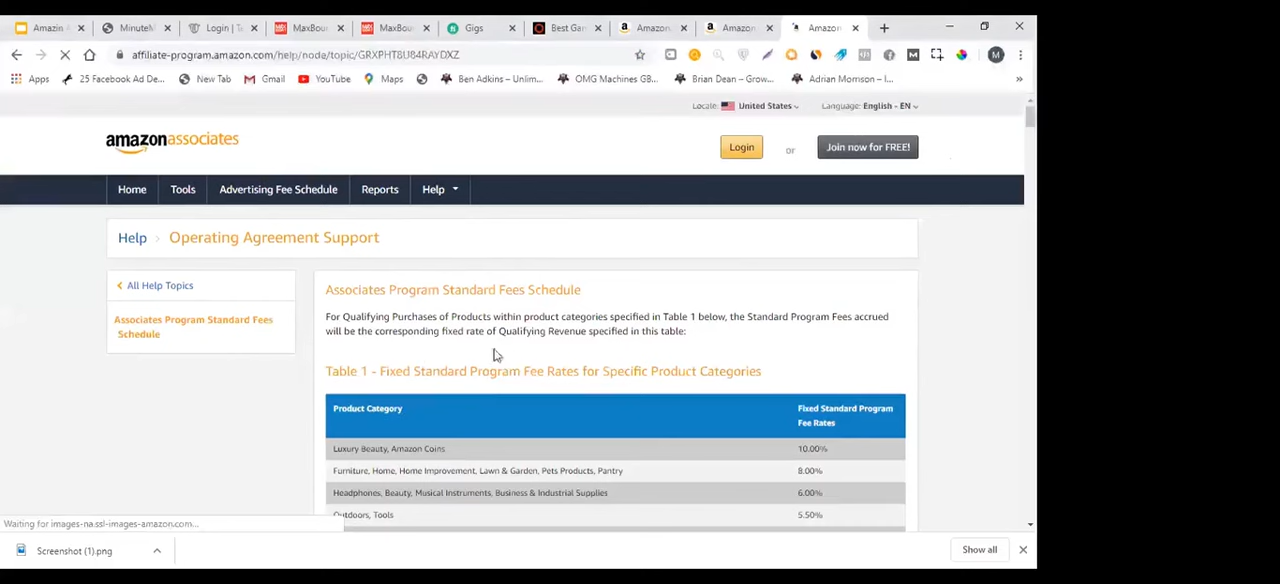 Amazin
MinuteM
Login | T
MaxBou
MaxBou
Gigs
Best Gan
Amazon
Amazon
Amazon
affiliate-program.amazon.com/help/node/topic/GRXPHT8U84RAYDXZ
Apps
25 Facebook Ad De...
New Tab
Gmail
YouTube
Maps
Ben Adkins – Unlim...
OMG Machines GB...
Brian Dean – Grow...
Adrian Morrison – I...
»
Locale: United States
Language: English - EN
amazonassociates
Login
or
Join now for FREE!
Home
Tools
Advertising Fee Schedule
Reports
Help
Help › Operating Agreement Support
All Help Topics
Associates Program Standard Fees
Schedule
Associates Program Standard Fees Schedule
For Qualifying Purchases of Products within product categories specified in Table 1 below, the Standard Program Fees accrued
will be the corresponding fixed rate of Qualifying Revenue specified in this table:
Table 1 - Fixed Standard Program Fee Rates for Specific Product Categories
Product Category
Fixed Standard Program
Fee Rates
Luxury Beauty, Amazon Coins 10.00%
Furniture, Home, Home Improvement, Lawn & Garden, Pets Products, Pantry 8.00%
Headphones, Beauty, Musical Instruments, Business & Industrial Supplies 6.00%
Outdoors, Tools 5.50%
Waiting for images-na.ssl-images-amazon.com...
Screenshot (1).png
Show all